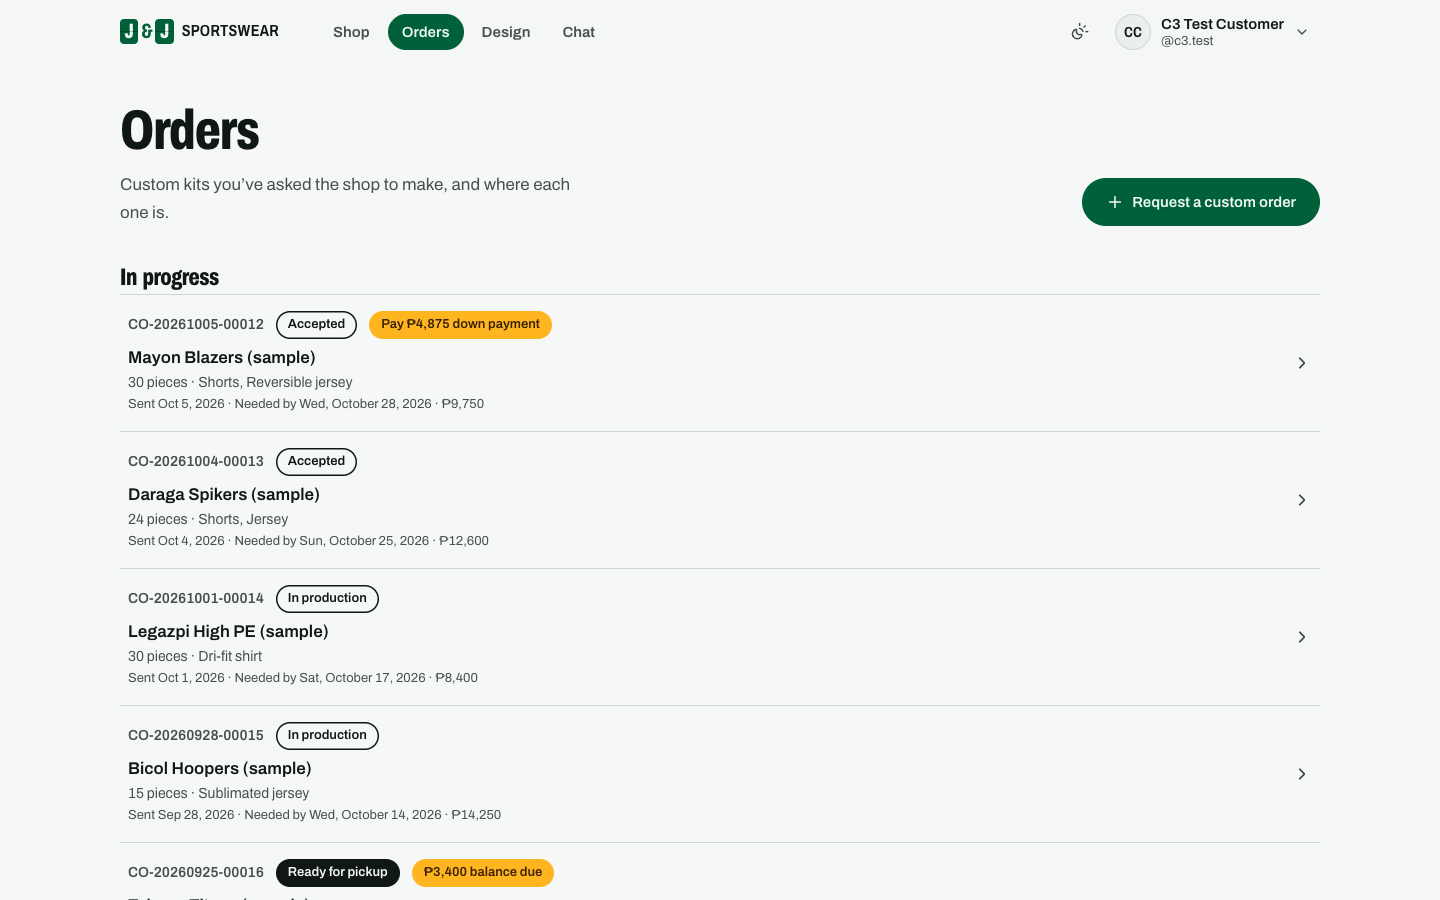 J & J SPORTSWEAR
Shop
Orders
Design
Chat
CC
C3 Test Customer
@c3.test
Orders
Custom kits you’ve asked the shop to make, and where each
one is.
Request a custom order
In progress
CO-20261005-00012 Accepted Pay ₱4,875 down payment
Mayon Blazers (sample)
30 pieces · Shorts, Reversible jersey
Sent Oct 5, 2026 · Needed by Wed, October 28, 2026 · ₱9,750
CO-20261004-00013 Accepted
Daraga Spikers (sample)
24 pieces · Shorts, Jersey
Sent Oct 4, 2026 · Needed by Sun, October 25, 2026 · ₱12,600
CO-20261001-00014 In production
Legazpi High PE (sample)
30 pieces · Dri-fit shirt
Sent Oct 1, 2026 · Needed by Sat, October 17, 2026 · ₱8,400
CO-20260928-00015 In production
Bicol Hoopers (sample)
15 pieces · Sublimated jersey
Sent Sep 28, 2026 · Needed by Wed, October 14, 2026 · ₱14,250
CO-20260925-00016 Ready for pickup ₱3,400 balance due